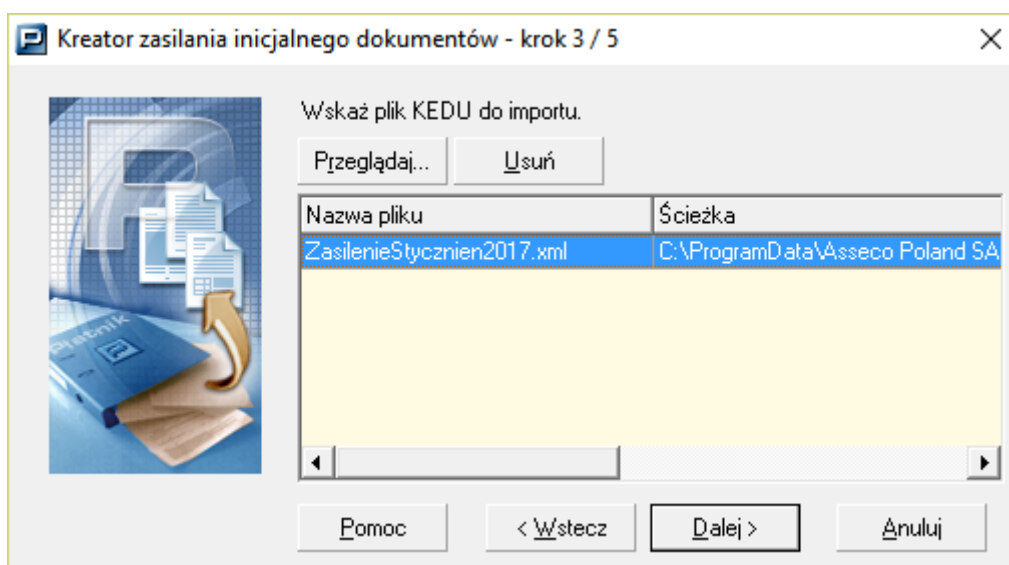 Kreator zasilania inicjalnego dokumentów - krok 3 / 5
Wskaż plik KEDU do importu.
Przeglądaj... Usuń
Nazwa pliku Ścieżka
ZasilenieStycznien2017.xml C:\ProgramData\Asseco Poland SA
Płatnik
Pomoc < Wstecz Dalej > Anuluj